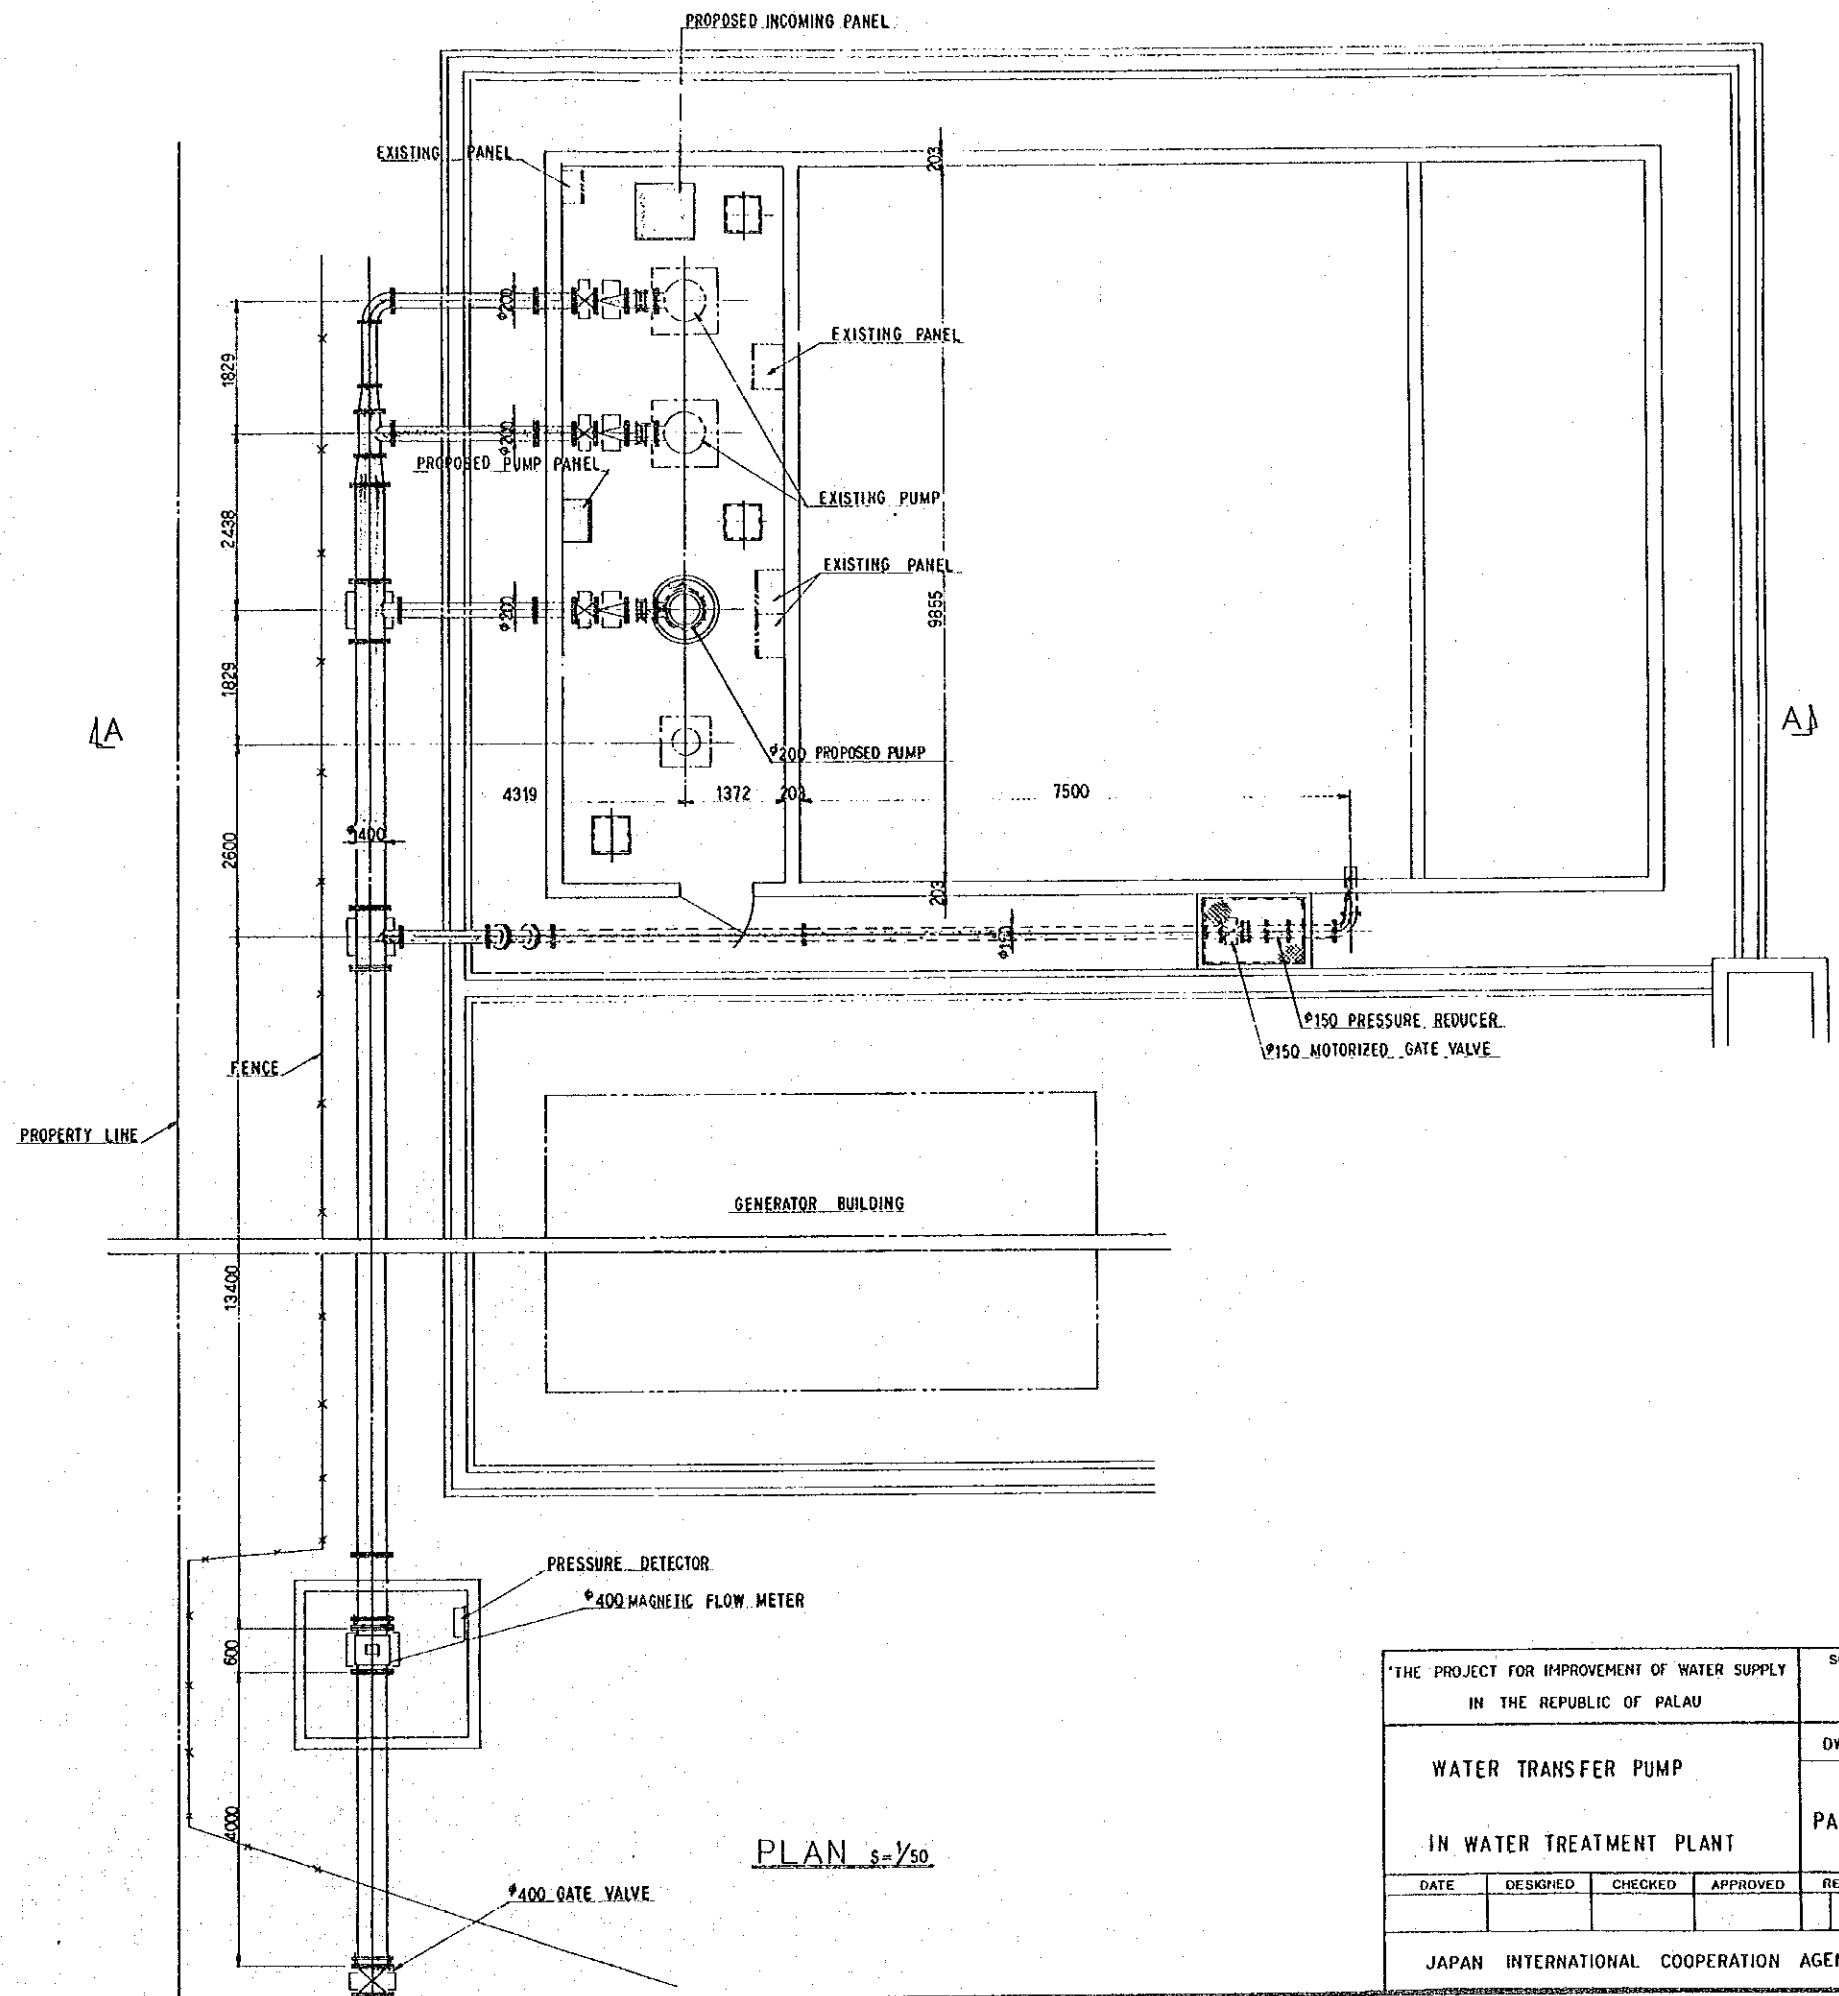 PROPOSED INCOMING PANEL
EXISTING PANEL
203
φ200
EXISTING PANEL
1829
φ200
PROPOSED PUMP PANEL
EXISTING PUMP
2438
EXISTING PANEL
9855
φ200
1829
A
A
φ200 PROPOSED PUMP
4319
1372
203
7500
φ400
2600
203
φ150
φ150 PRESSURE REDUCER
φ150 MOTORIZED GATE VALVE
FENCE
PROPERTY LINE
GENERATOR BUILDING
13400
PRESSURE DETECTOR
φ400 MAGNETIC FLOW METER
600
4000
PLAN S=1/50
φ400 GATE VALVE
THE PROJECT FOR IMPROVEMENT OF WATER SUPPLY
IN THE REPUBLIC OF PALAU
WATER TRANSFER PUMP
IN WATER TREATMENT PLANT
DATE DESIGNED CHECKED APPROVED
JAPAN INTERNATIONAL COOPERATION